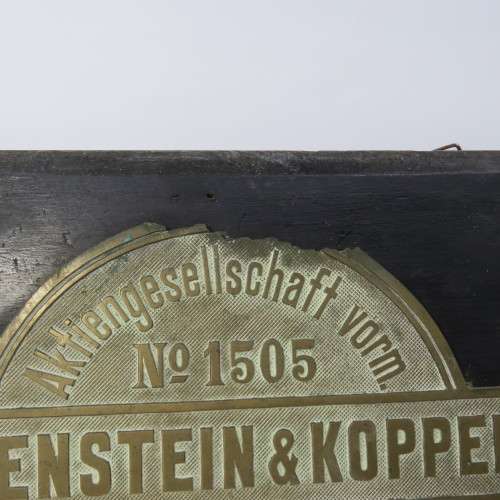 Aktiengesellschaft vorm.
No 1505
ENSTEIN & KOPPE